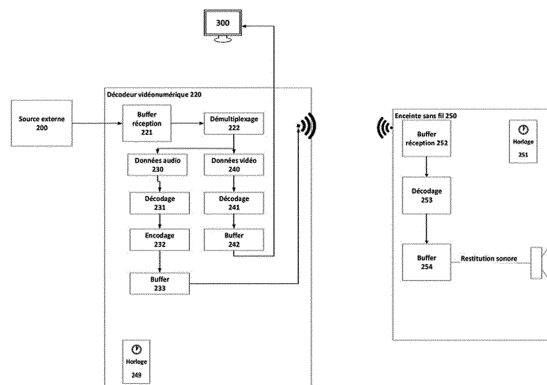 300
Décodeur vidéonumérique 220
Source externe
200
Buffer
réception
221
Démultiplexage
222
Données audio
230
Données vidéo
240
Décodage
231
Décodage
241
Encodage
232
Buffer
242
Buffer
233
Horloge
249
Enceinte sans fil 250
Buffer
réception 252
Horloge
251
Décodage
253
Buffer
254
Restitution sonore